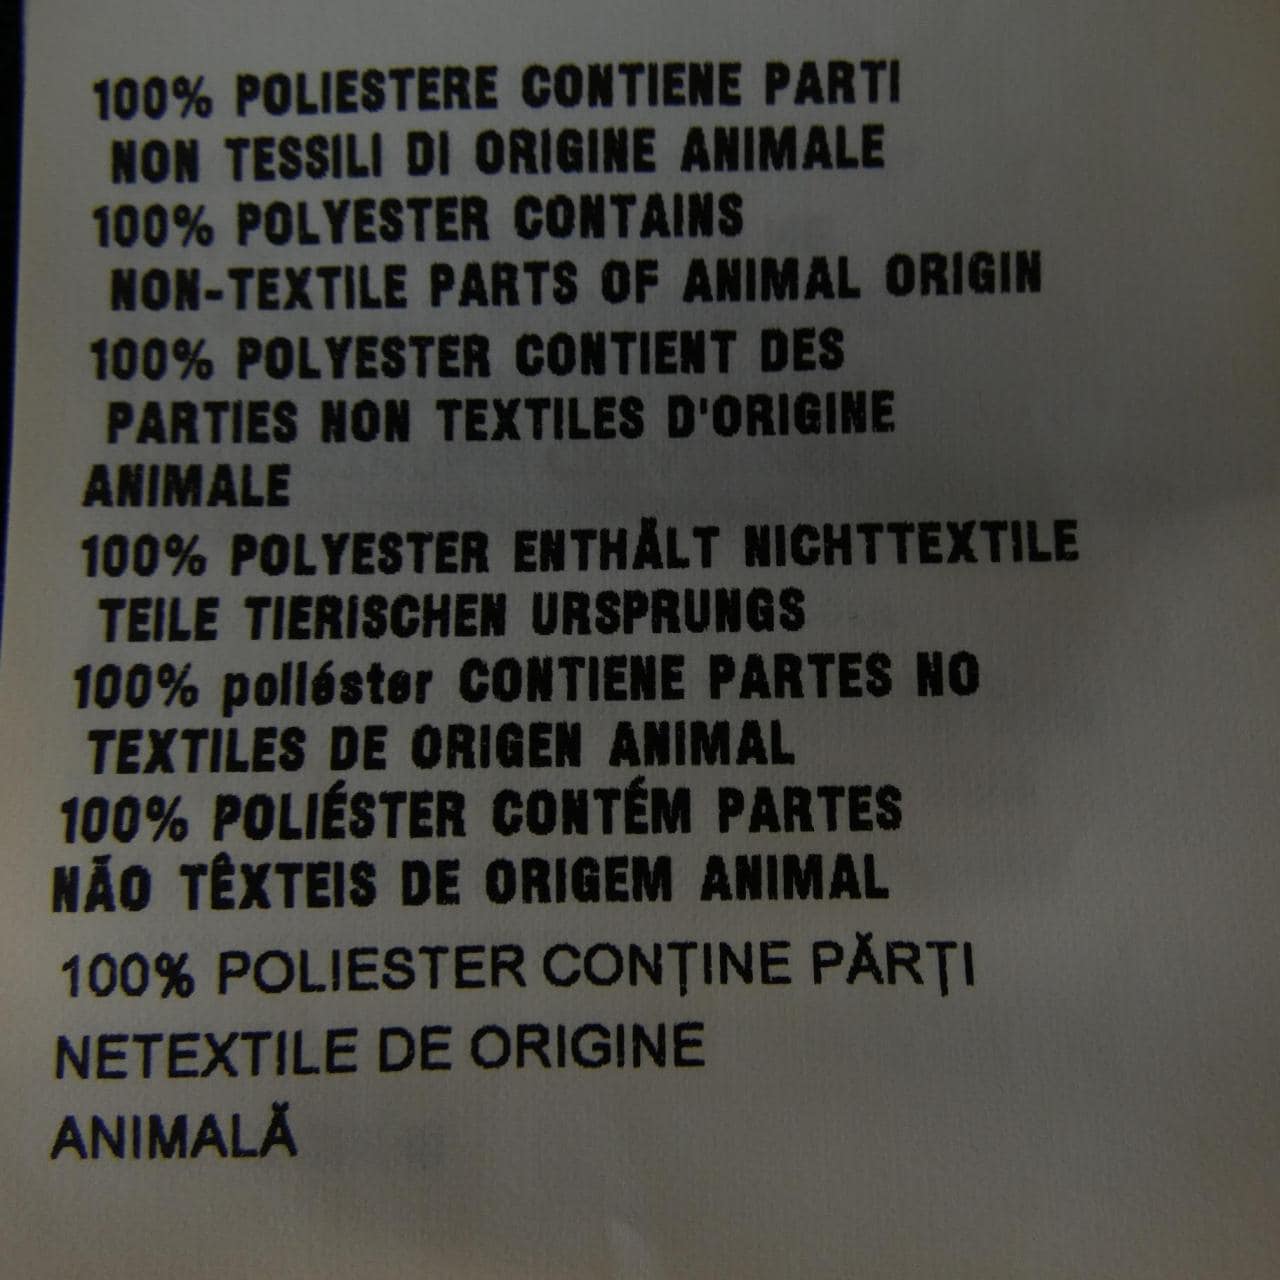 100% POLIESTERE CONTIENE PARTI
NON TESSILI DI ORIGINE ANIMALE
100% POLYESTER CONTAINS
NON-TEXTILE PARTS OF ANIMAL ORIGIN
100% POLYESTER CONTIENT DES
PARTIES NON TEXTILES D'ORIGINE
ANIMALE
100% POLYESTER ENTHÄLT NICHTTEXTILE
TEILE TIERISCHEN URSPRUNGS
100% poliéster CONTIENE PARTES NO
TEXTILES DE ORIGEN ANIMAL
100% POLIÉSTER CONTÉM PARTES
NÃO TÊXTEIS DE ORIGEM ANIMAL
100% POLIESTER CONȚINE PĂRȚI
NETEXTILE DE ORIGINE
ANIMALĂ